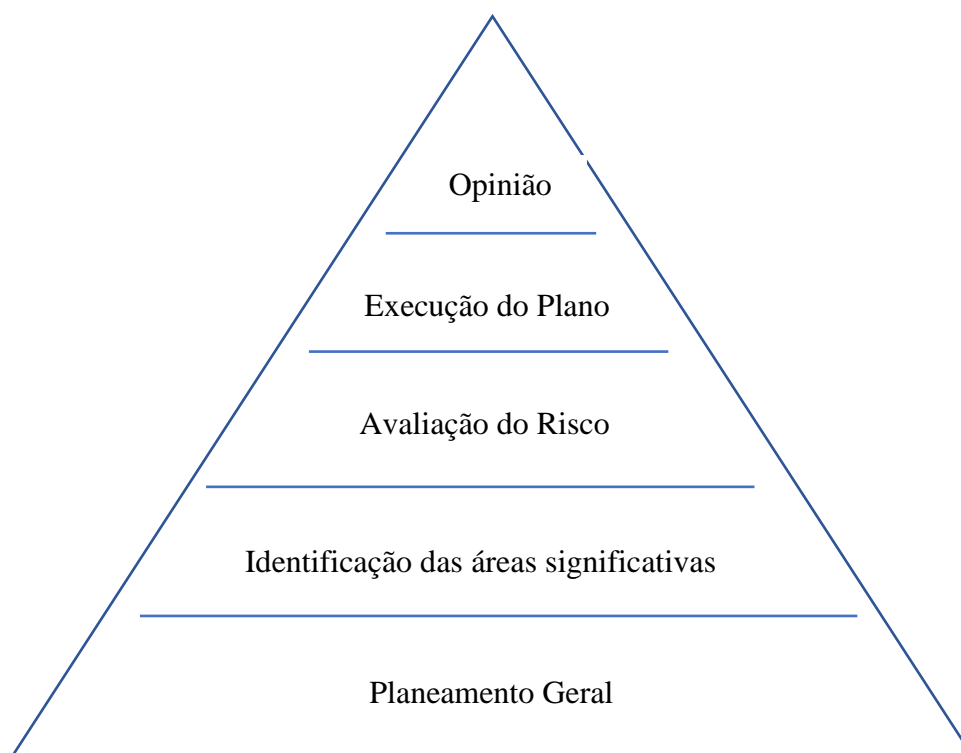 Opinião
Execução do Plano
Avaliação do Risco
Identificação das áreas significativas
Planeamento Geral